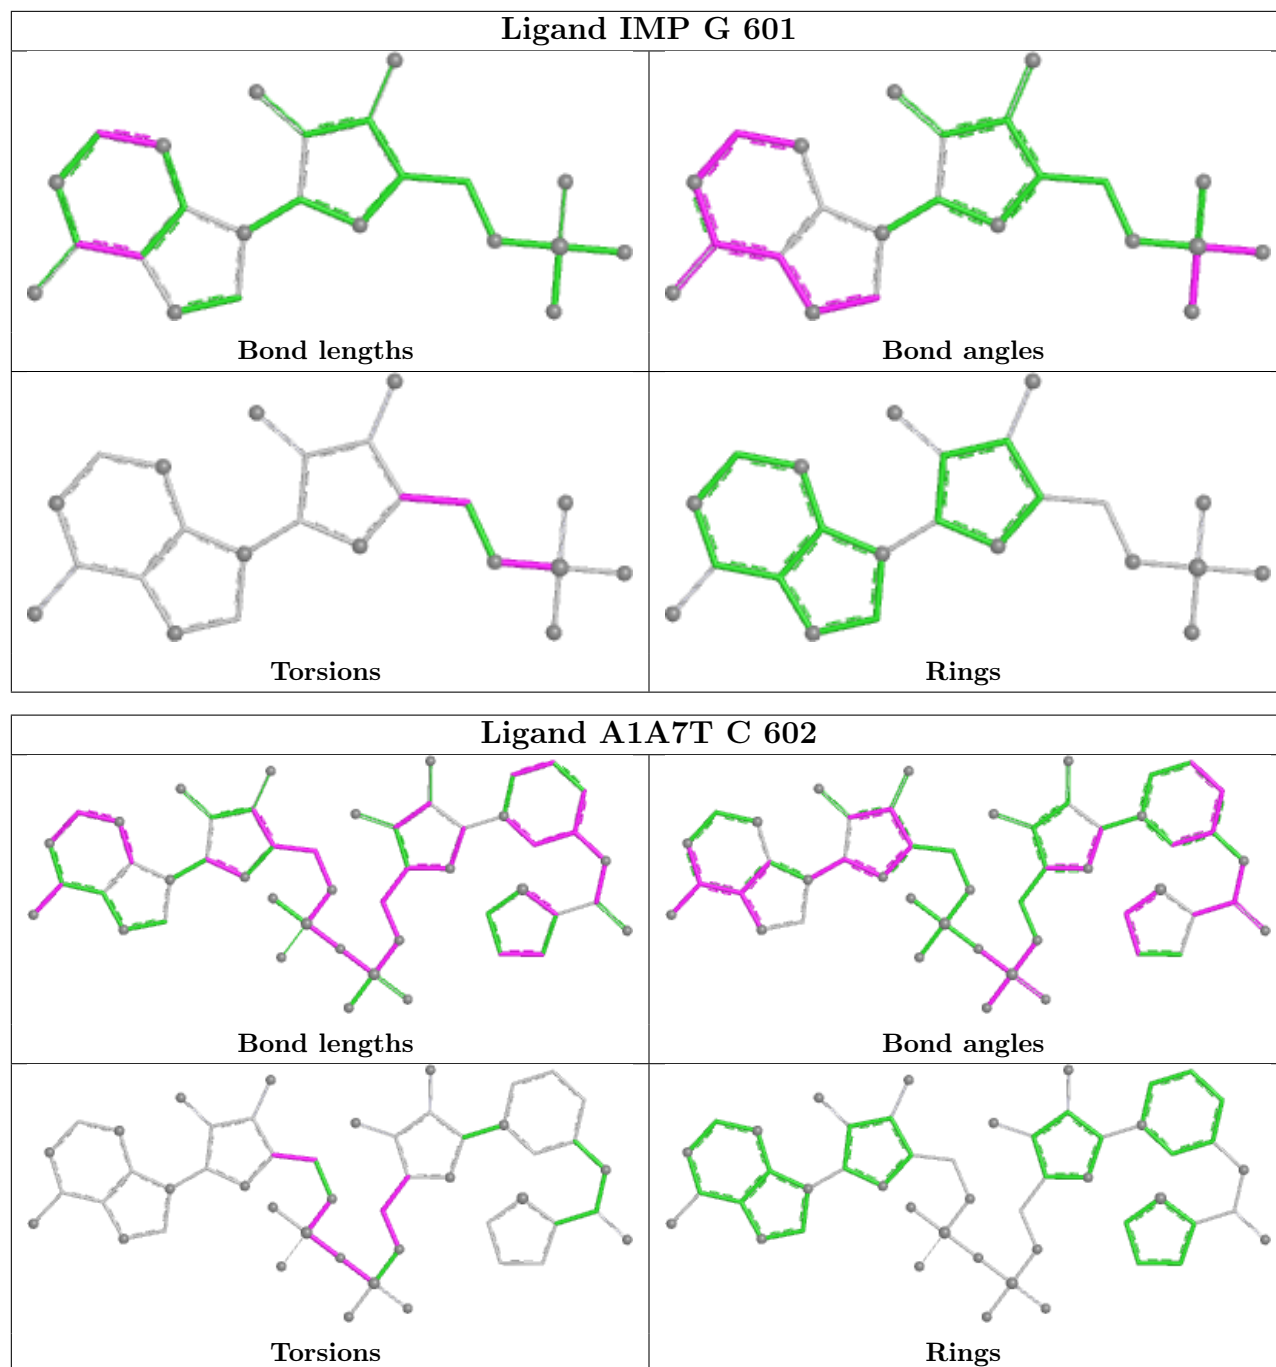 Ligand IMP G 601
Bond lengths
Bond angles
Torsions
Rings
Ligand A1A7T C 602
Bond lengths
Bond angles
Torsions
Rings